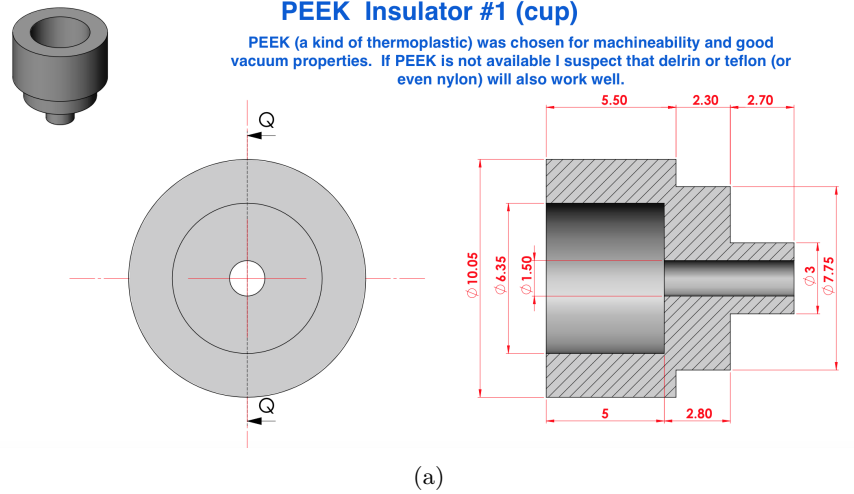 PEEK Insulator #1 (cup)
PEEK (a kind of thermoplastic) was chosen for machineability and good
vacuum properties. If PEEK is not available I suspect that delrin or teflon (or
even nylon) will also work well.
5.50
2.30
2.70
Q
∅10.05
∅6.35
∅1.50
∅3
∅7.75
Q
5
2.80
(a)